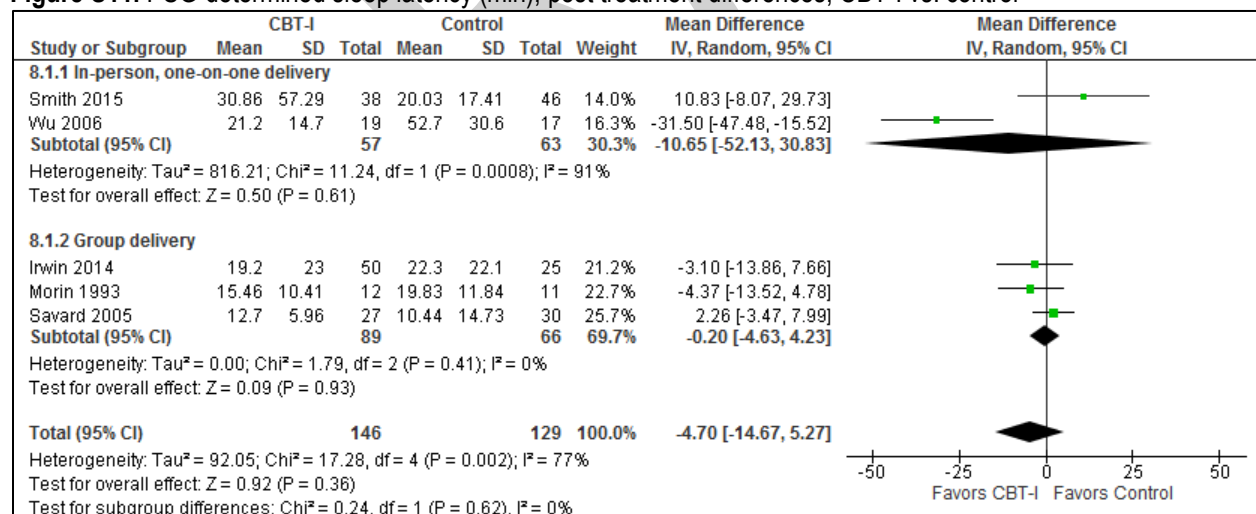 CBT-I Control Mean Difference Mean Difference
Study or Subgroup Mean SD Total Mean SD Total Weight IV, Random, 95% CI IV, Random, 95% CI
8.1.1 In-person, one-on-one delivery
Smith 2015 30.86 57.29 38 20.03 17.41 46 14.0% 10.83 [-8.07, 29.73]
Wu 2006 21.2 14.7 19 52.7 30.6 17 16.3% -31.50 [-47.48, -15.52]
Subtotal (95% CI) 57 63 30.3% -10.65 [-52.13, 30.83]
Heterogeneity: Tau² = 816.21; Chi² = 11.24, df = 1 (P = 0.0008); I² = 91%
Test for overall effect: Z = 0.50 (P = 0.61)
8.1.2 Group delivery
Irwin 2014 19.2 23 50 22.3 22.1 25 21.2% -3.10 [-13.86, 7.66]
Morin 1993 15.46 10.41 12 19.83 11.84 11 22.7% -4.37 [-13.52, 4.78]
Savard 2005 12.7 5.96 27 10.44 14.73 30 25.7% 2.26 [-3.47, 7.99]
Subtotal (95% CI) 89 66 69.7% -0.20 [-4.63, 4.23]
Heterogeneity: Tau² = 0.00; Chi² = 1.79, df = 2 (P = 0.41); I² = 0%
Test for overall effect: Z = 0.09 (P = 0.93)
Total (95% CI) 146 129 100.0% -4.70 [-14.67, 5.27]
Heterogeneity: Tau² = 92.05; Chi² = 17.28, df = 4 (P = 0.002); I² = 77%
Test for overall effect: Z = 0.92 (P = 0.36)
Test for subgroup differences: Chi² = 0.24, df = 1 (P = 0.62), I² = 0%
-50 -25 0 25 50
Favors CBT-I Favors Control